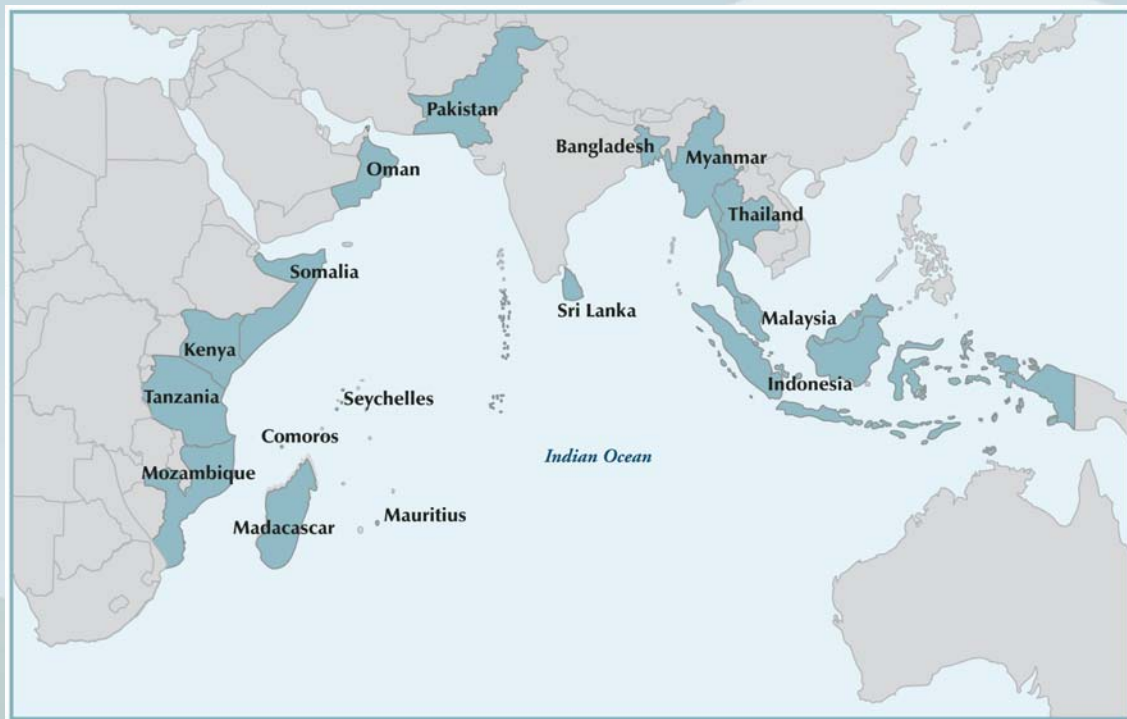 Pakistan
Bangladesh
Myanmar
Oman
Thailand
Somalia
Sri Lanka
Malaysia
Kenya
Indonesia
Tanzania
Seychelles
Comoros
Indian Ocean
Mozambique
Mauritius
Madacascar